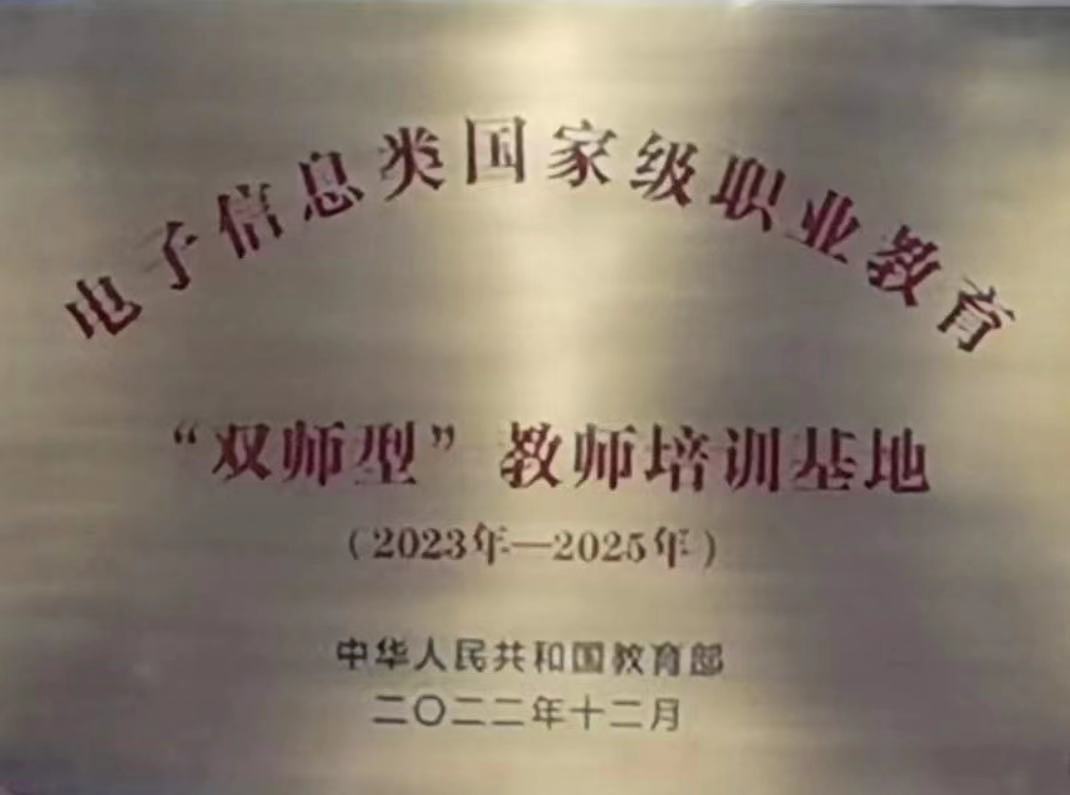 电子信息类国家级职业教育
“双师型”教师培训基地
（2023年—2025年）
中华人民共和国教育部
二〇二二年十二月